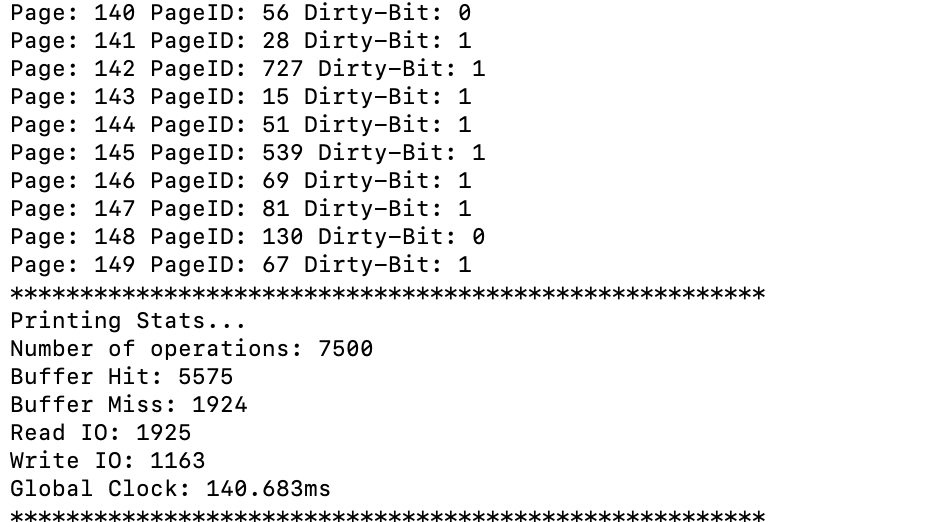 Page: 140 PageID: 56 Dirty-Bit: 0
Page: 141 PageID: 28 Dirty-Bit: 1
Page: 142 PageID: 727 Dirty-Bit: 1
Page: 143 PageID: 15 Dirty-Bit: 1
Page: 144 PageID: 51 Dirty-Bit: 1
Page: 145 PageID: 539 Dirty-Bit: 1
Page: 146 PageID: 69 Dirty-Bit: 1
Page: 147 PageID: 81 Dirty-Bit: 1
Page: 148 PageID: 130 Dirty-Bit: 0
Page: 149 PageID: 67 Dirty-Bit: 1
******************************************************
Printing Stats...
Number of operations: 7500
Buffer Hit: 5575
Buffer Miss: 1924
Read IO: 1925
Write IO: 1163
Global Clock: 140.683ms
******************************************************